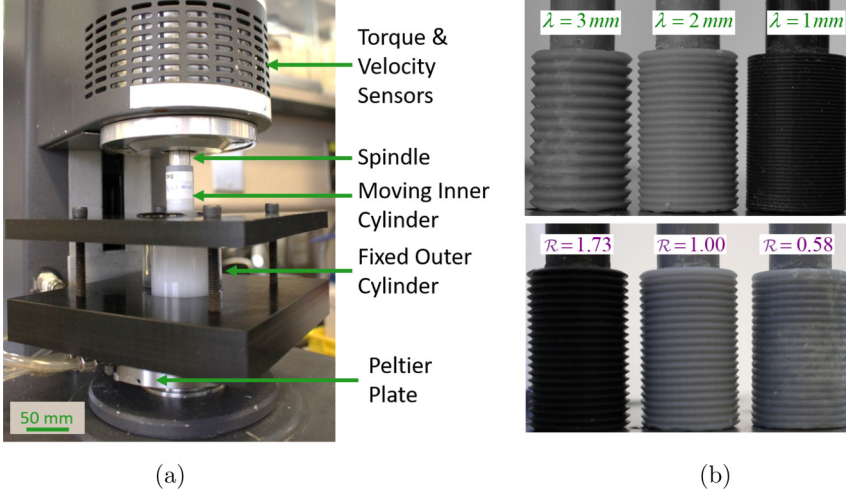 Torque &
Velocity
Sensors
Spindle
Moving Inner
Cylinder
Fixed Outer
Cylinder
Peltier
Plate
50 mm
(a)
λ = 3 mm
λ = 2 mm
λ = 1 mm
ℛ = 1.73
ℛ = 1.00
ℛ = 0.58
(b)